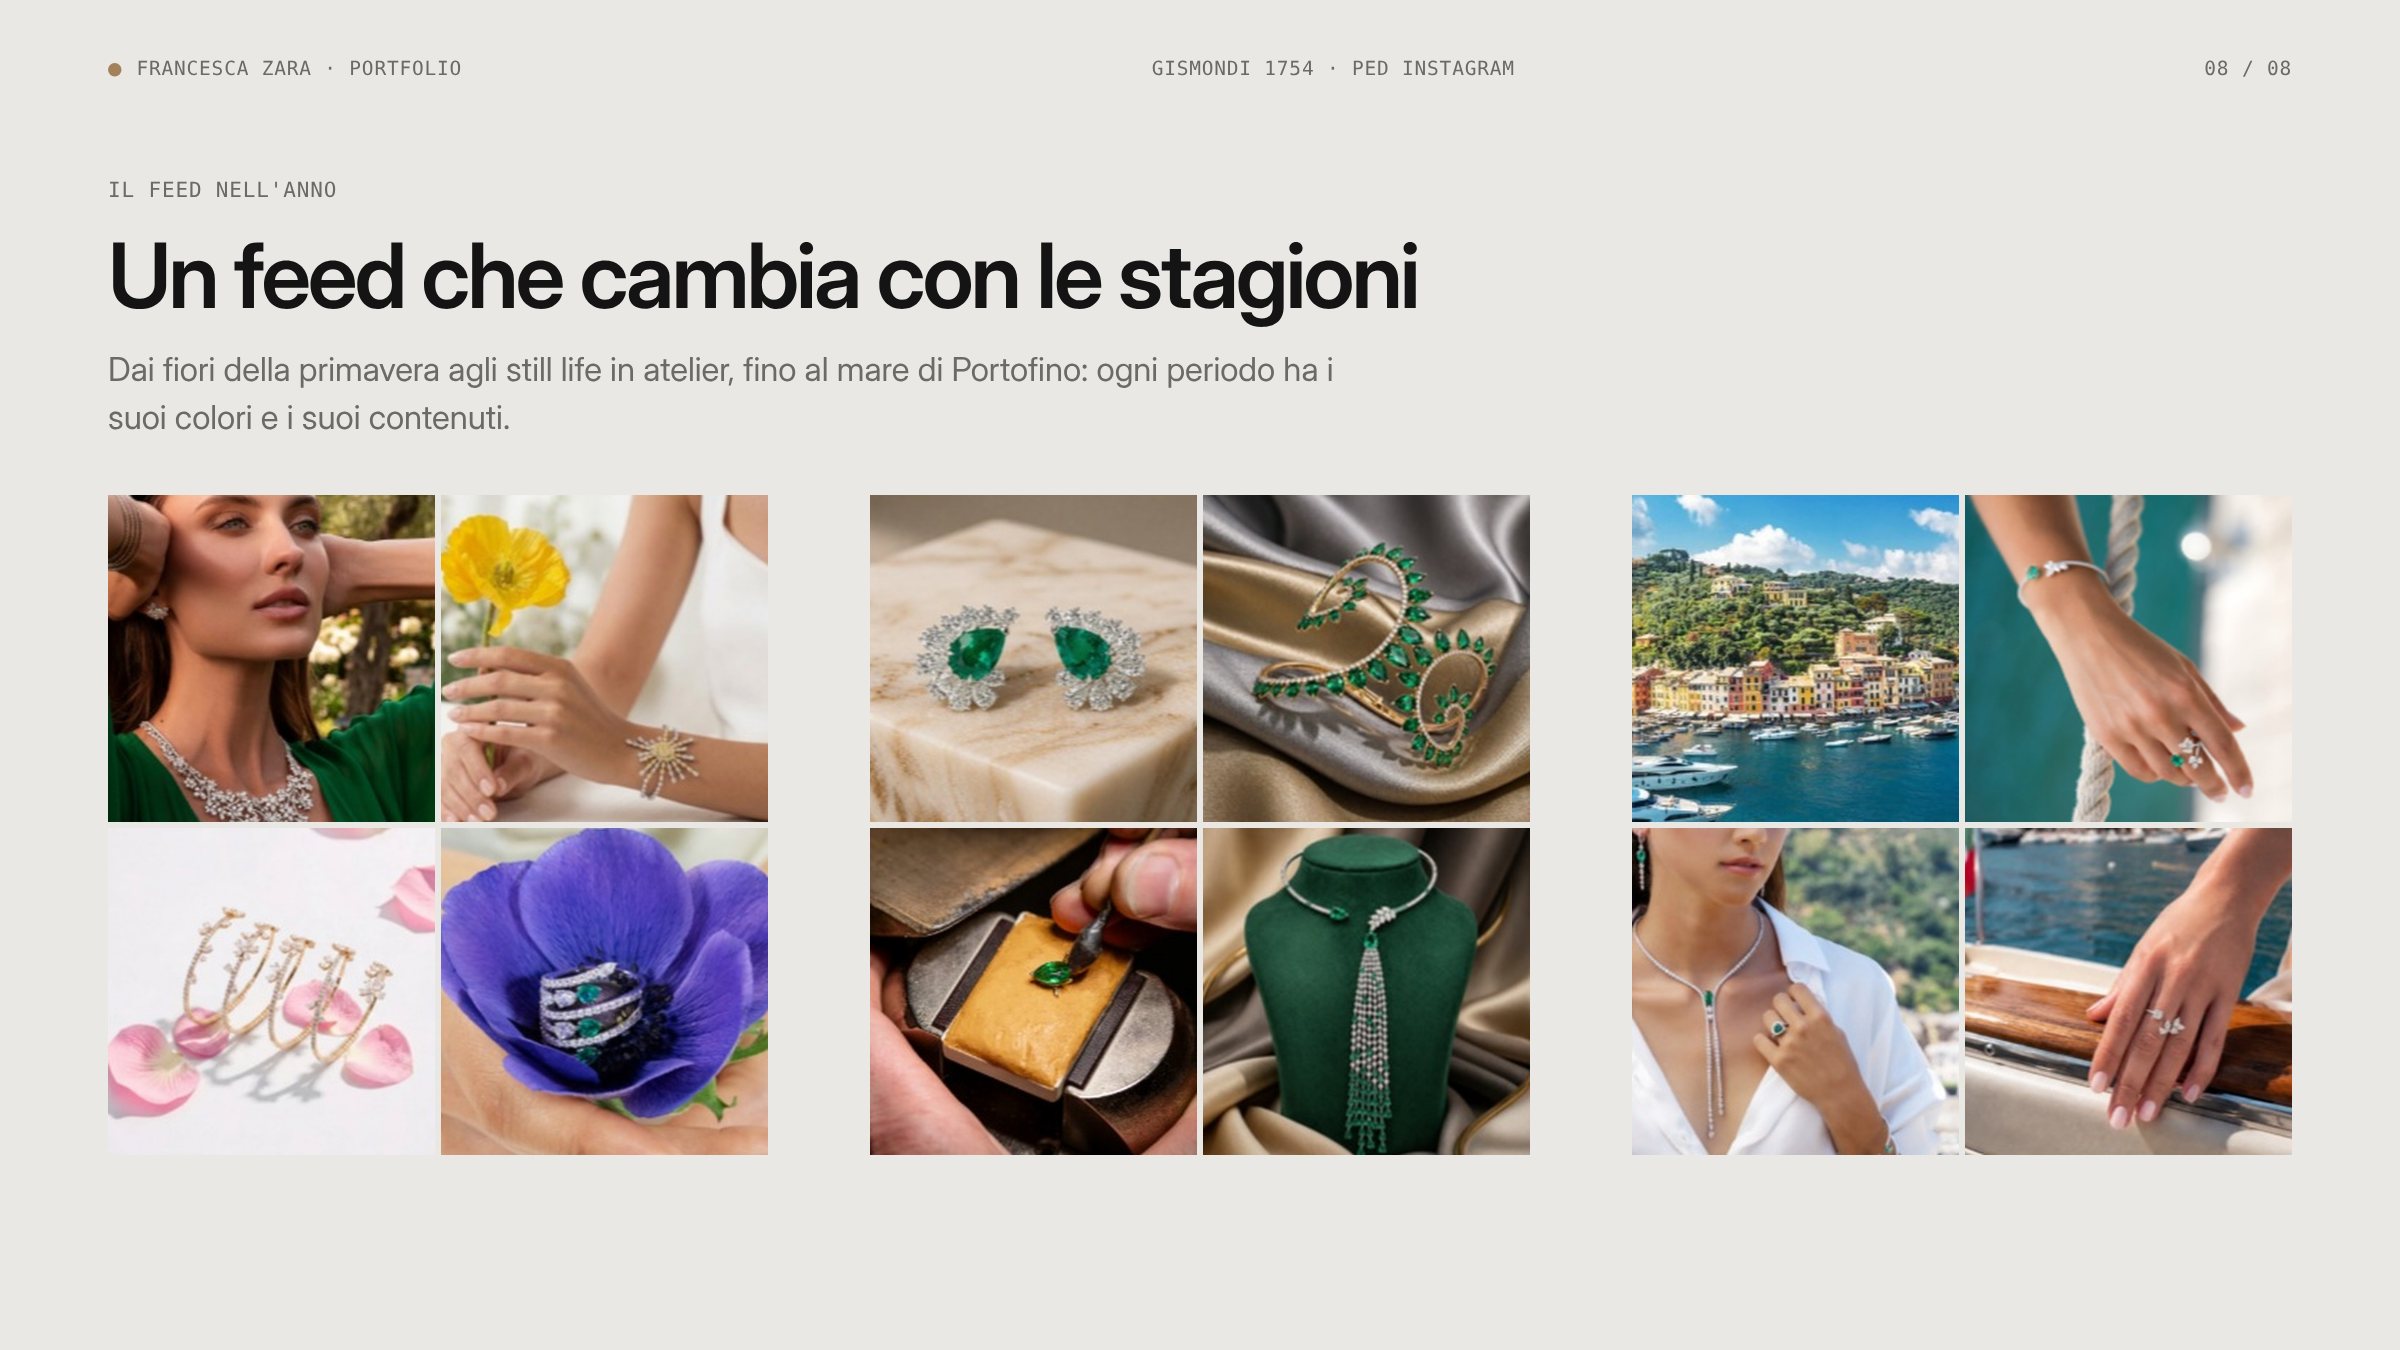 FRANCESCA ZARA · PORTFOLIO
GISMONDI 1754 · PED INSTAGRAM
08 / 08
IL FEED NELL'ANNO
Un feed che cambia con le stagioni
Dai fiori della primavera agli still life in atelier, fino al mare di Portofino: ogni periodo ha i
suoi colori e i suoi contenuti.